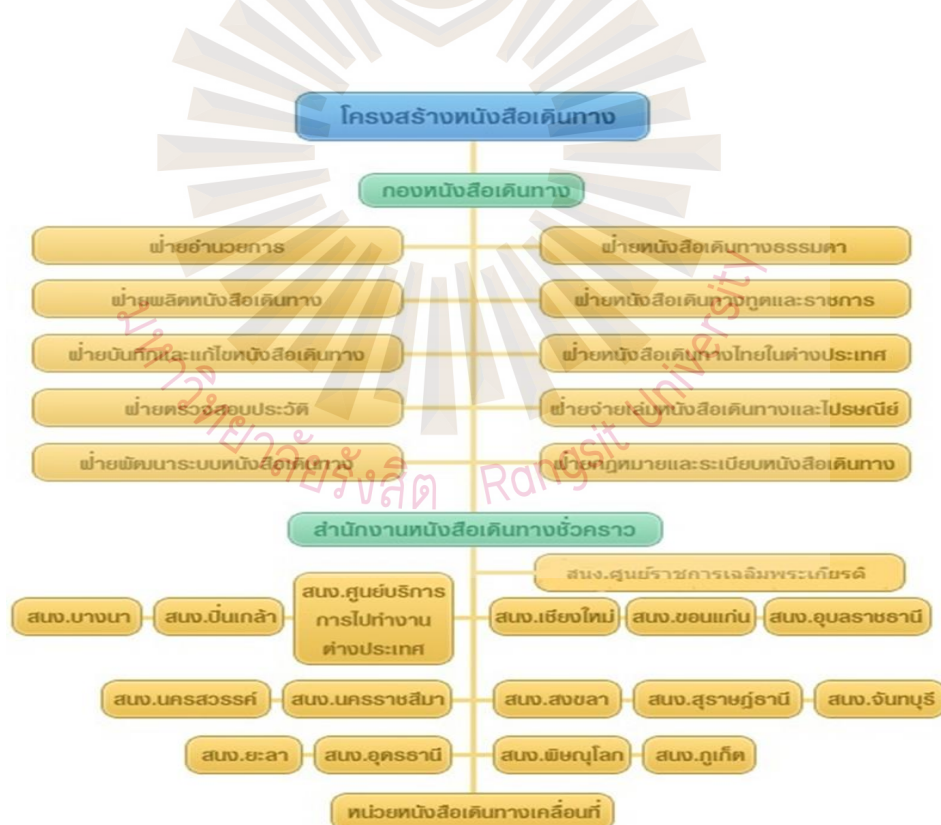 โครงสร้างหนังสือเดินทาง
กองหนังสือเดินทาง
ฝ่ายอำนวยการ
ฝ่ายหนังสือเดินทางธรรมดา
ฝ่ายผลิตหนังสือเดินทาง
ฝ่ายหนังสือเดินทางทูตและราชการ
ฝ่ายบันทึกและแก้ไขหนังสือเดินทาง
ฝ่ายหนังสือเดินทางไทยในต่างประเทศ
ฝ่ายตรวจสอบประวัติ
ฝ่ายจ่ายเล่มหนังสือเดินทางและไปรษณีย์
ฝ่ายพัฒนาระบบหนังสือเดินทาง
ฝ่ายกฎหมายและระเบียบหนังสือเดินทาง
มหาวิทยาลัยรังสิต Rangsit University
สำนักงานหนังสือเดินทางชั่วคราว
สนง.ศูนย์ราชการเฉลิมพระเกียรติ
สนง.บางนา
สนง.ปิ่นเกล้า
สนง.ศูนย์บริการ
การไปทำงาน
ต่างประเทศ
สนง.เชียงใหม่
สนง.ขอนแก่น
สนง.อุบลราชธานี
สนง.นครสวรรค์
สนง.นครราชสีมา
สนง.สงขลา
สนง.สุราษฎร์ธานี
สนง.จันทบุรี
สนง.ยะลา
สนง.อุดรธานี
สนง.พิษณุโลก
สนง.ภูเก็ต
หน่วยหนังสือเดินทางเคลื่อนที่